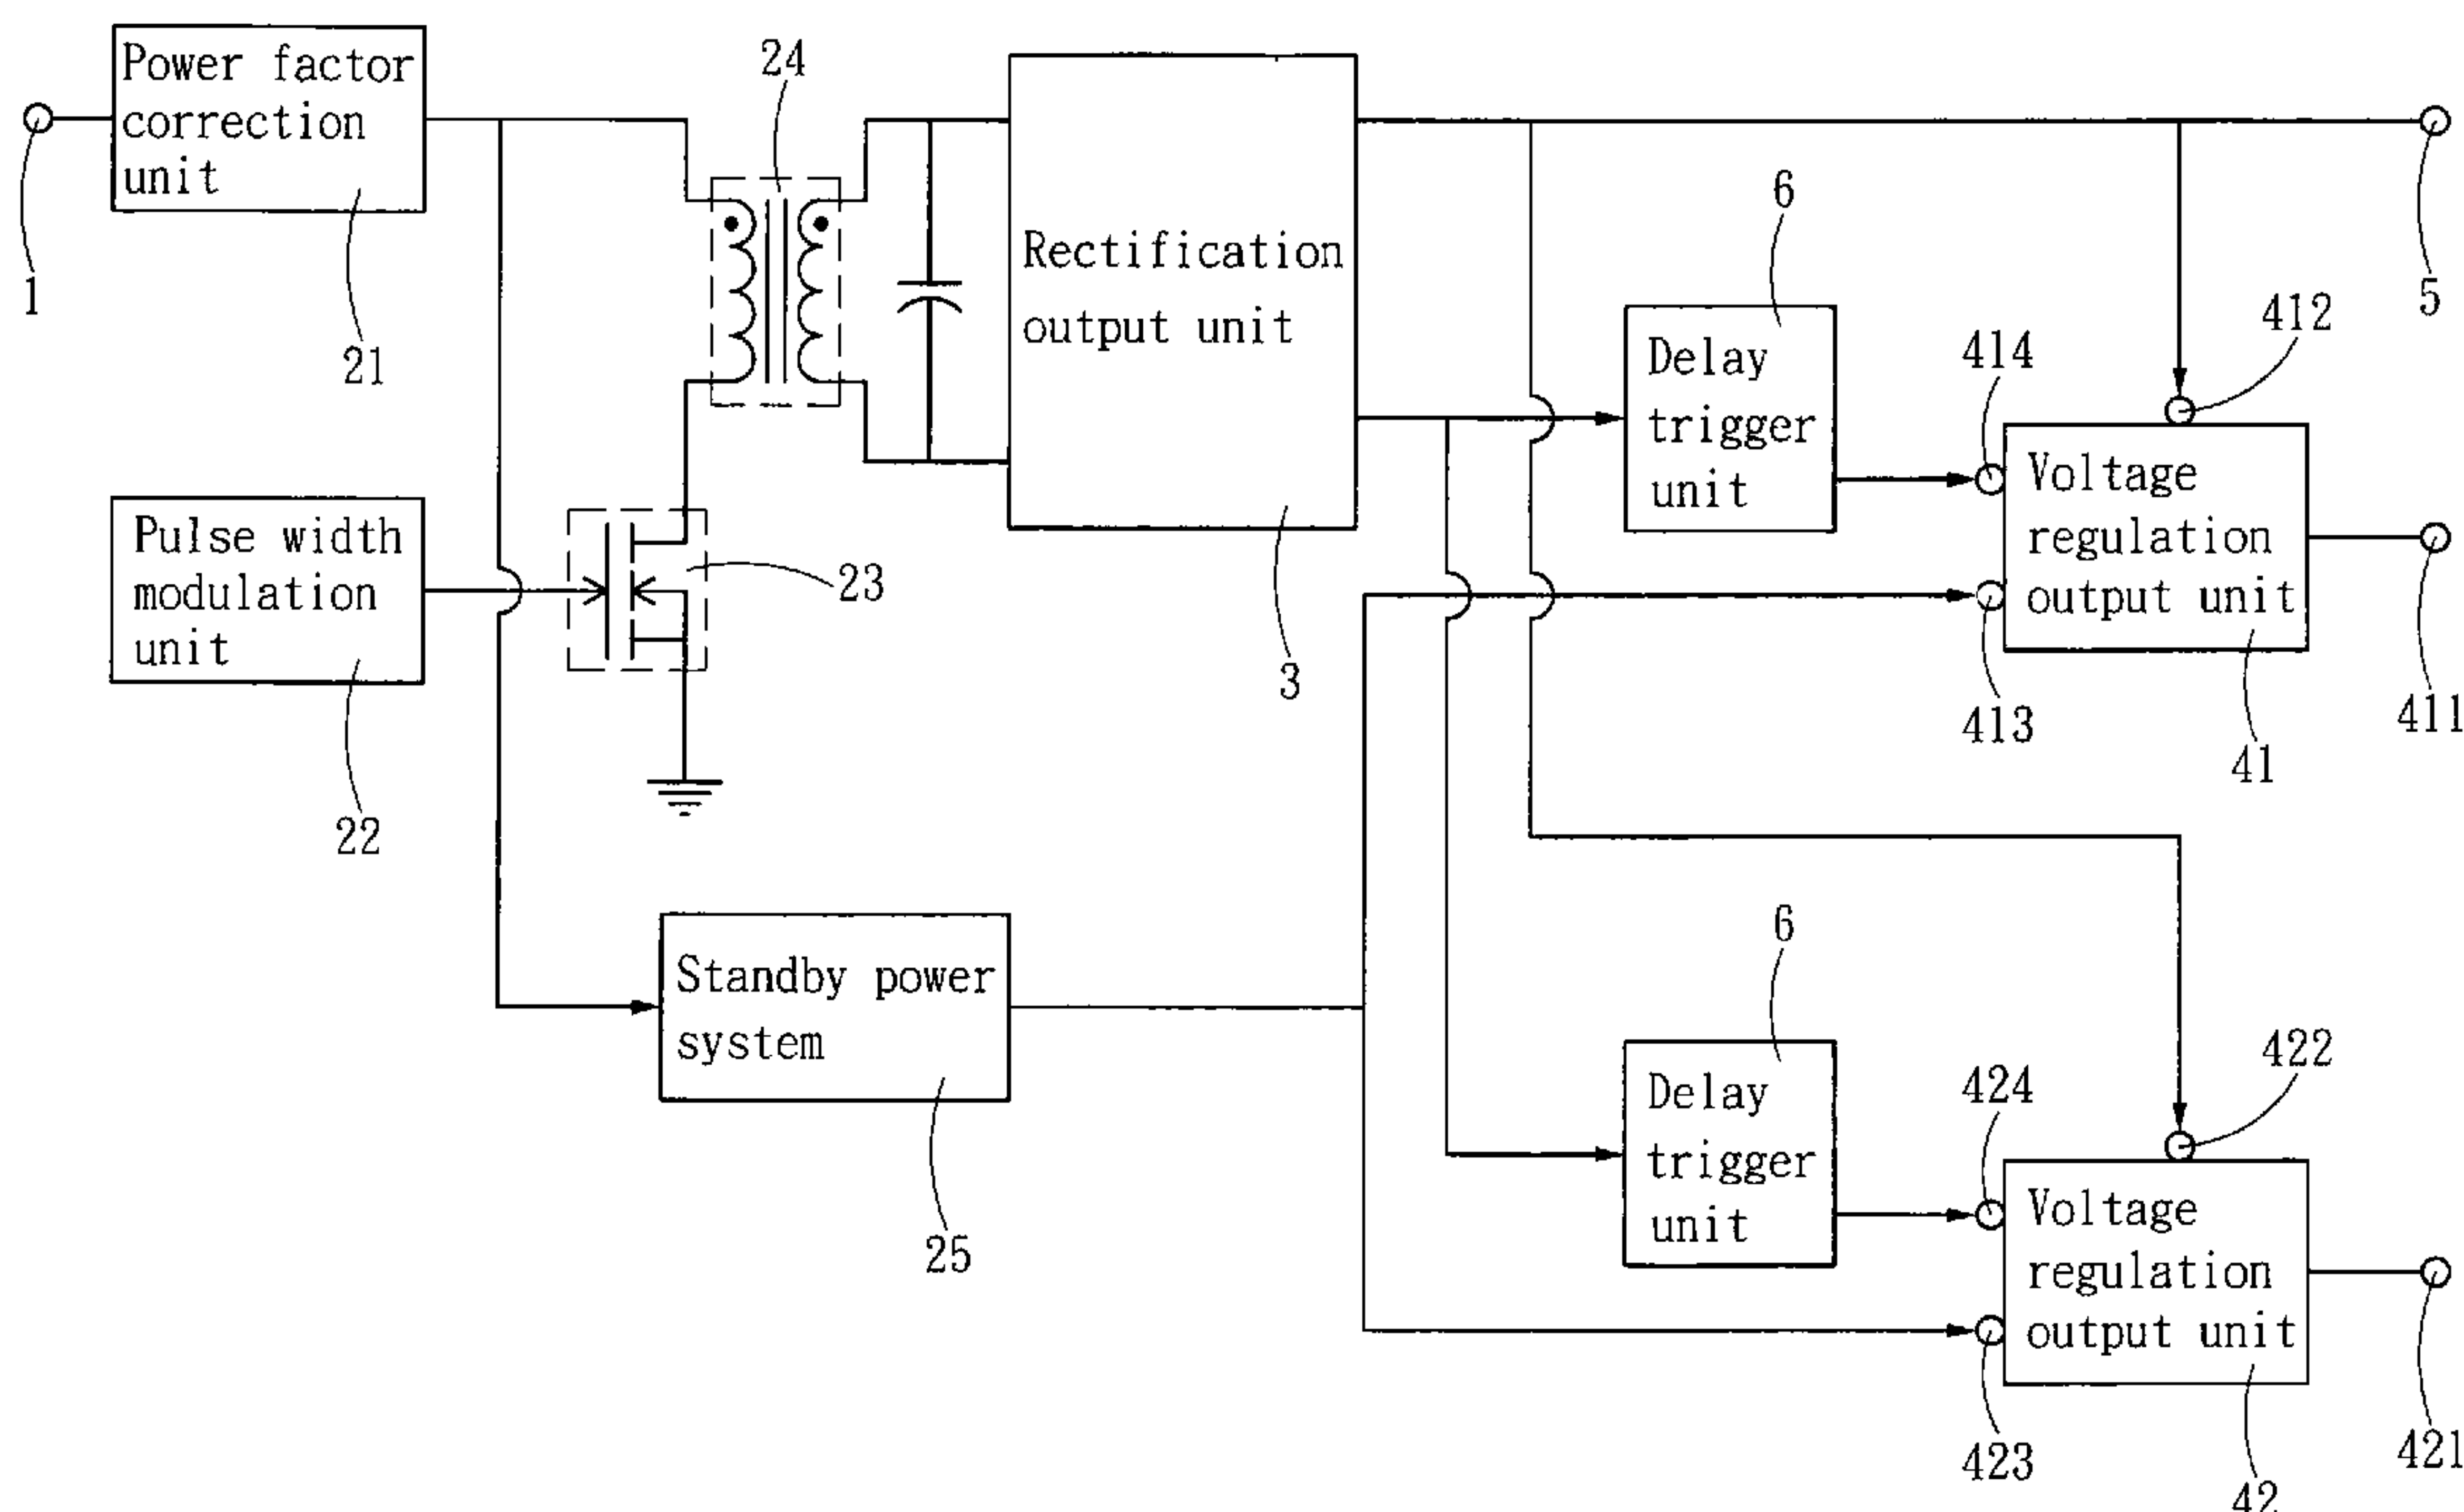 Power factor
correction
unit
24
1
21
Rectification
output unit
3
6
Delay
trigger
unit
5
412
414
Voltage
regulation
output unit
413
41
411
Pulse width
modulation
unit
22
23
Standby power
system
25
6
Delay
trigger
unit
422
424
Voltage
regulation
output unit
423
42
421